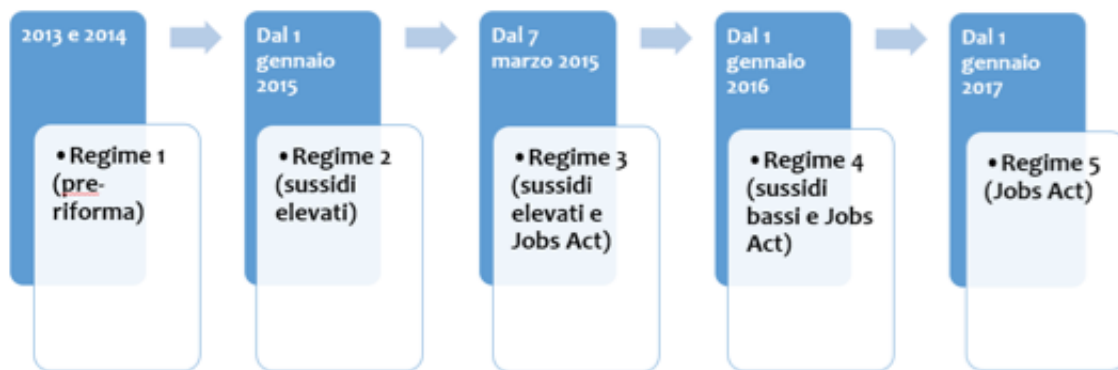 2013 e 2014
• Regime 1
(pre-
riforma)
Dal 1
gennaio
2015
• Regime 2
(sussidi
elevati)
Dal 7
marzo 2015
• Regime 3
(sussidi
elevati e
Jobs Act)
Dal 1
gennaio
2016
• Regime 4
(sussidi
bassi e Jobs
Act)
Dal 1
gennaio
2017
• Regime 5
(Jobs Act)